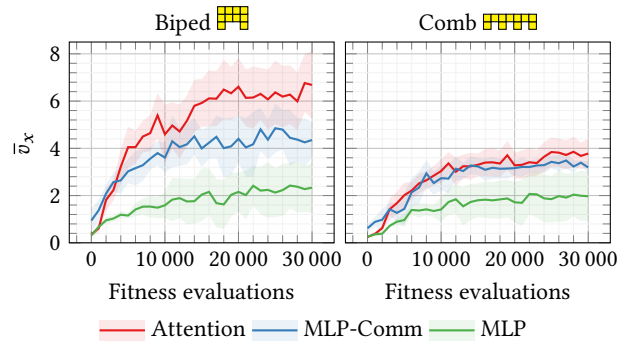 Biped Comb
8
6
4
2
0
v̄ₓ
0 10 000 20 000 30 000 0 10 000 20 000 30 000
Fitness evaluations Fitness evaluations
Attention MLP-Comm MLP